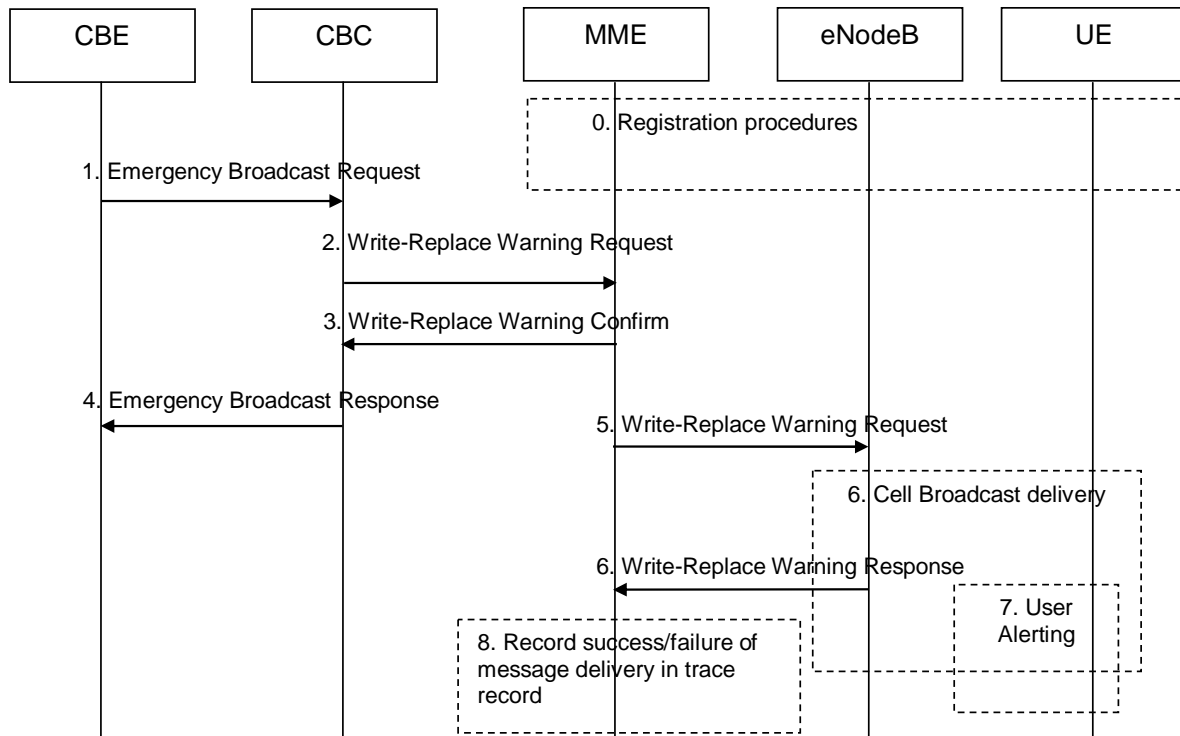 CBE
CBC
MME
eNodeB
UE
0. Registration procedures
1. Emergency Broadcast Request
2. Write-Replace Warning Request
3. Write-Replace Warning Confirm
4. Emergency Broadcast Response
5. Write-Replace Warning Request
6. Cell Broadcast delivery
6. Write-Replace Warning Response
7. User
Alerting
8. Record success/failure of
message delivery in trace
record